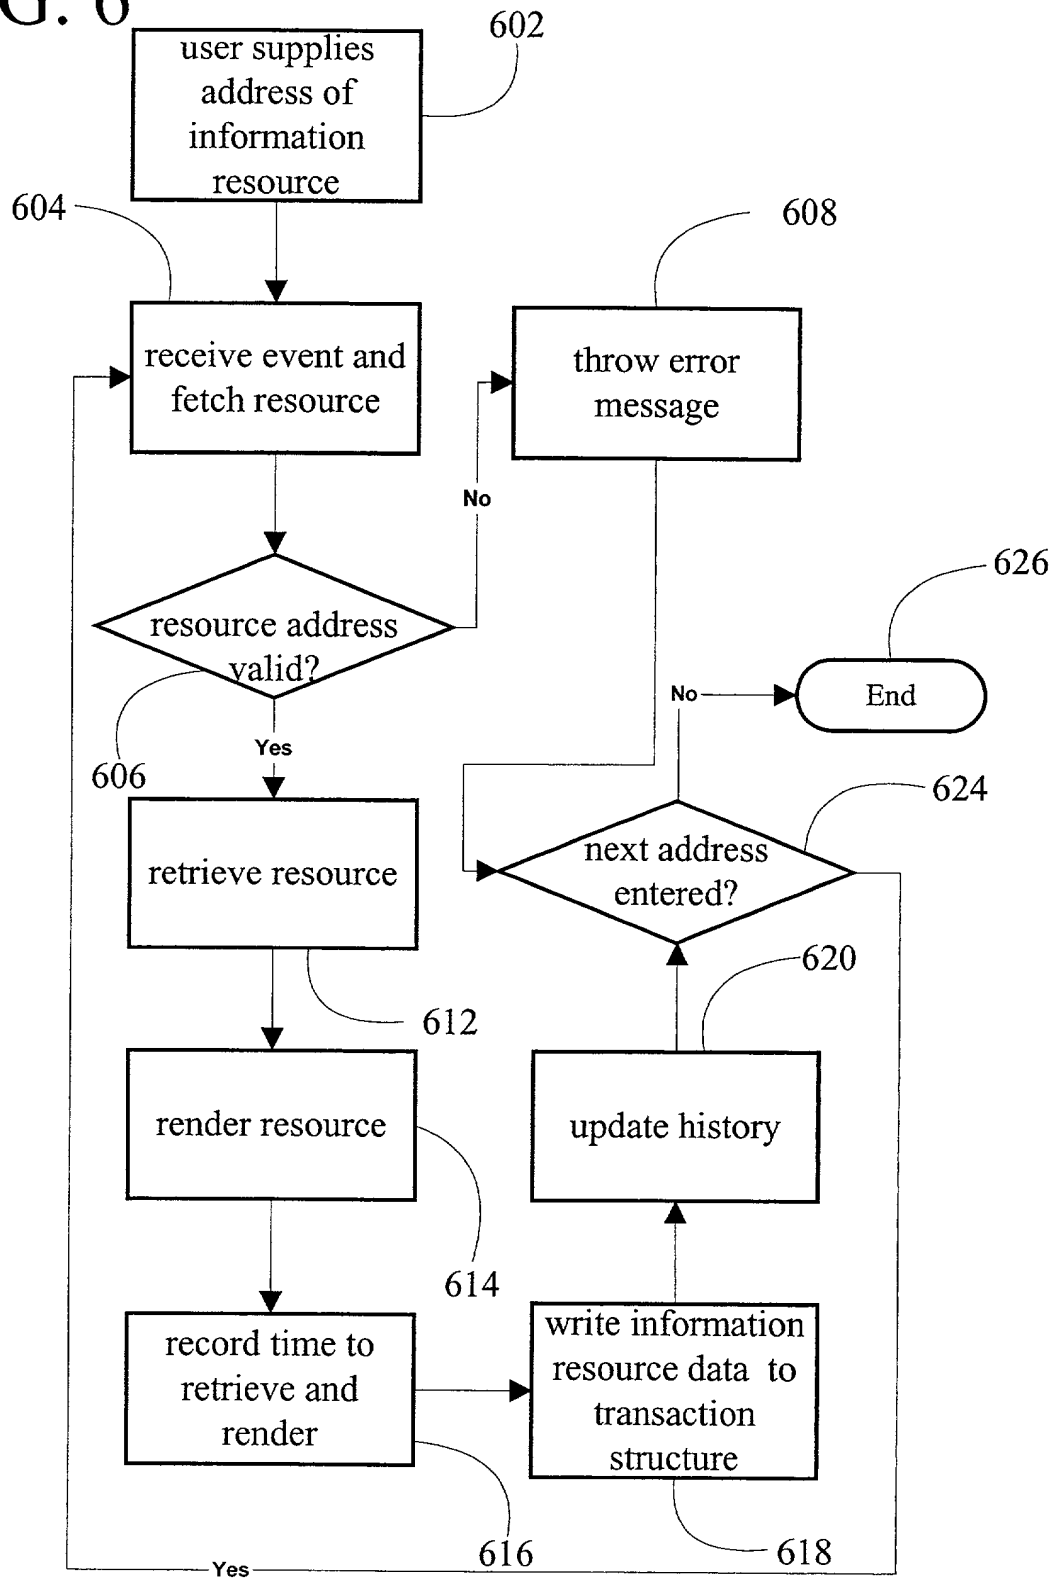 G. 6
602
user supplies
address of
information
resource
604
608
receive event and
fetch resource
throw error
message
No
626
resource address
valid?
No
End
Yes
606
624
next address
entered?
retrieve resource
620
612
render resource
update history
614
record time to
retrieve and
render
write information
resource data to
transaction
structure
616
618
Yes